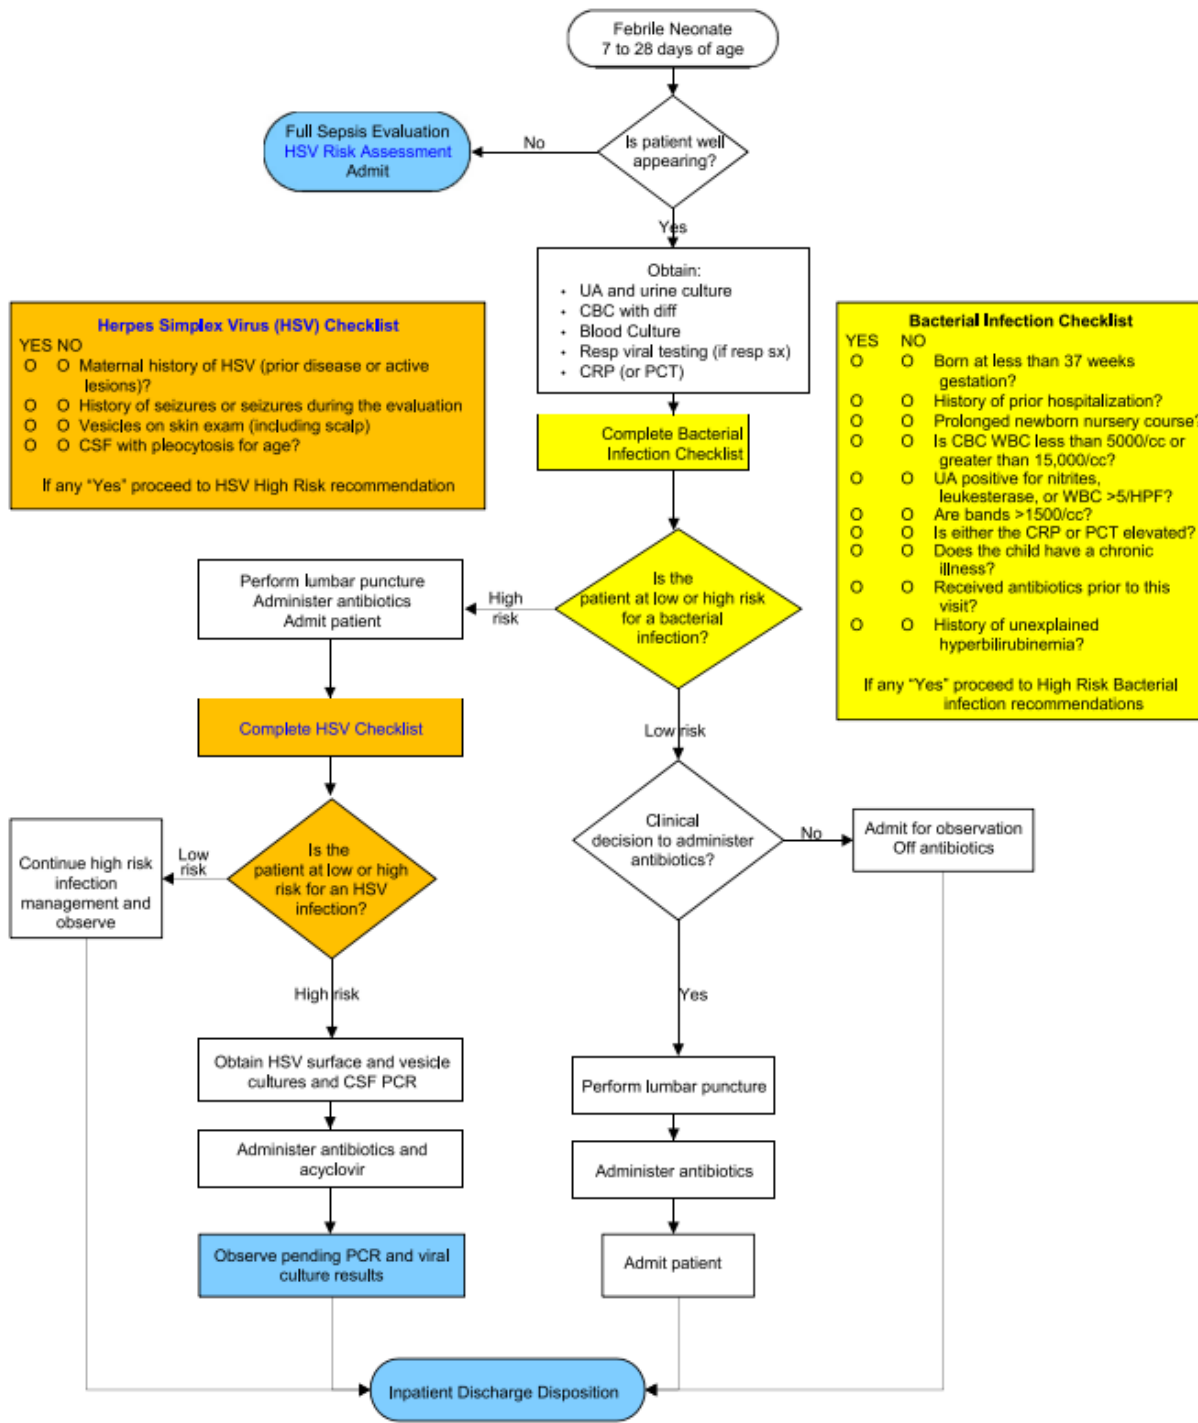 Febrile Neonate
7 to 28 days of age
Is patient well
appearing?
No
Full Sepsis Evaluation
HSV Risk Assessment
Admit
Yes
Obtain:
• UA and urine culture
• CBC with diff
• Blood Culture
• Resp viral testing (if resp sx)
• CRP (or PCT)
Herpes Simplex Virus (HSV) Checklist
YES NO
O O Maternal history of HSV (prior disease or active
lesions)?
O O History of seizures or seizures during the evaluation
O O Vesicles on skin exam (including scalp)
O O CSF with pleocytosis for age?
If any “Yes” proceed to HSV High Risk recommendation
Bacterial Infection Checklist
YES NO
O O Born at less than 37 weeks
gestation?
O O History of prior hospitalization?
O O Prolonged newborn nursery course?
O O Is CBC WBC less than 5000/cc or
greater than 15,000/cc?
O O UA positive for nitrites,
leukesterase, or WBC >5/HPF?
O O Are bands >1500/cc?
O O Is either the CRP or PCT elevated?
O O Does the child have a chronic
illness?
O O Received antibiotics prior to this
visit?
O O History of unexplained
hyperbilirubinemia?
If any “Yes” proceed to High Risk Bacterial
infection recommendations
Complete Bacterial
Infection Checklist
Is the
patient at low or high risk
for a bacterial
infection?
High
risk
Perform lumbar puncture
Administer antibiotics
Admit patient
Complete HSV Checklist
Low risk
Clinical
decision to administer
antibiotics?
No
Admit for observation
Off antibiotics
Is the
patient at low or high
risk for an HSV
infection?
Low
risk
Continue high risk
infection
management and
observe
High risk
Yes
Obtain HSV surface and vesicle
cultures and CSF PCR
Perform lumbar puncture
Administer antibiotics and
acyclovir
Administer antibiotics
Observe pending PCR and viral
culture results
Admit patient
Inpatient Discharge Disposition